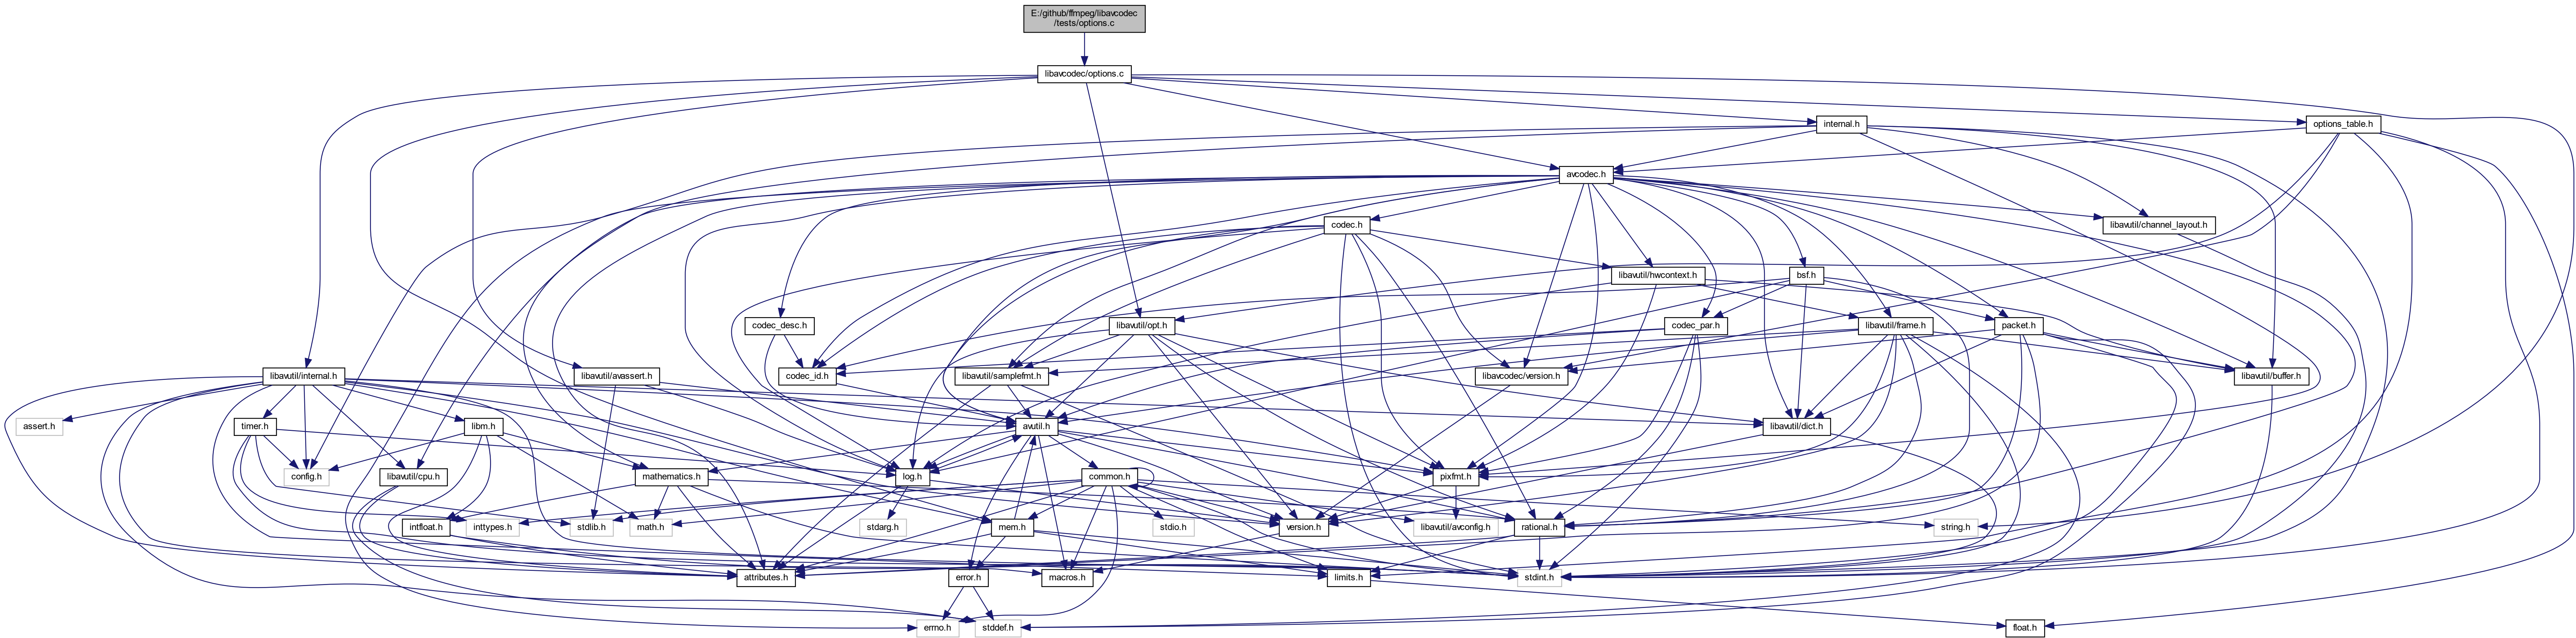 E:/github/ffmpeg/libavcodec
/tests/options.c
libavcodec/options.c
internal.h
options_table.h
avcodec.h
codec.h
libavutil/channel_layout.h
libavutil/hwcontext.h
bsf.h
codec_desc.h
libavutil/opt.h
codec_par.h
libavutil/frame.h
packet.h
libavutil/internal.h
libavutil/avassert.h
codec_id.h
libavutil/samplefmt.h
libavcodec/version.h
libavutil/buffer.h
assert.h
timer.h
libm.h
avutil.h
libavutil/dict.h
config.h
libavutil/cpu.h
mathematics.h
log.h
common.h
pixfmt.h
intfloat.h
inttypes.h
stdlib.h
math.h
stdarg.h
mem.h
stdio.h
version.h
libavutil/avconfig.h
rational.h
string.h
attributes.h
error.h
macros.h
limits.h
stdint.h
errno.h
stddef.h
float.h